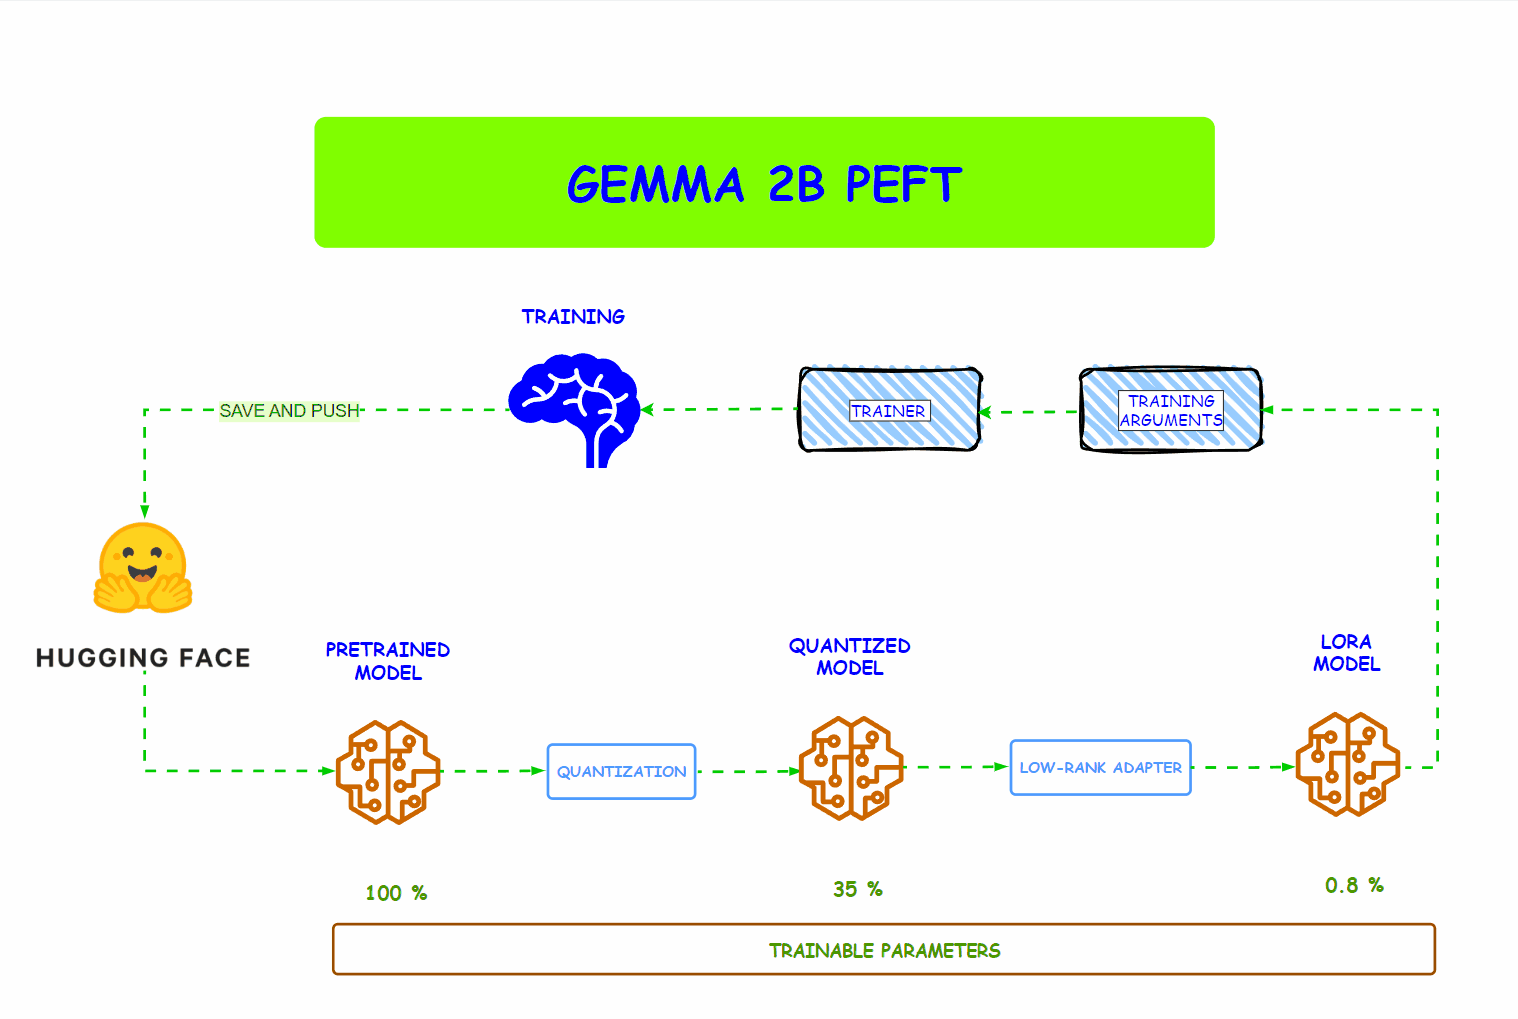 GEMMA 2B PEFT
TRAINING
SAVE AND PUSH
TRAINER
TRAINING
ARGUMENTS
HUGGING FACE
PRETRAINED
MODEL
QUANTIZED
MODEL
LORA
MODEL
QUANTIZATION
LOW-RANK ADAPTER
100 %
35 %
0.8 %
TRAINABLE PARAMETERS